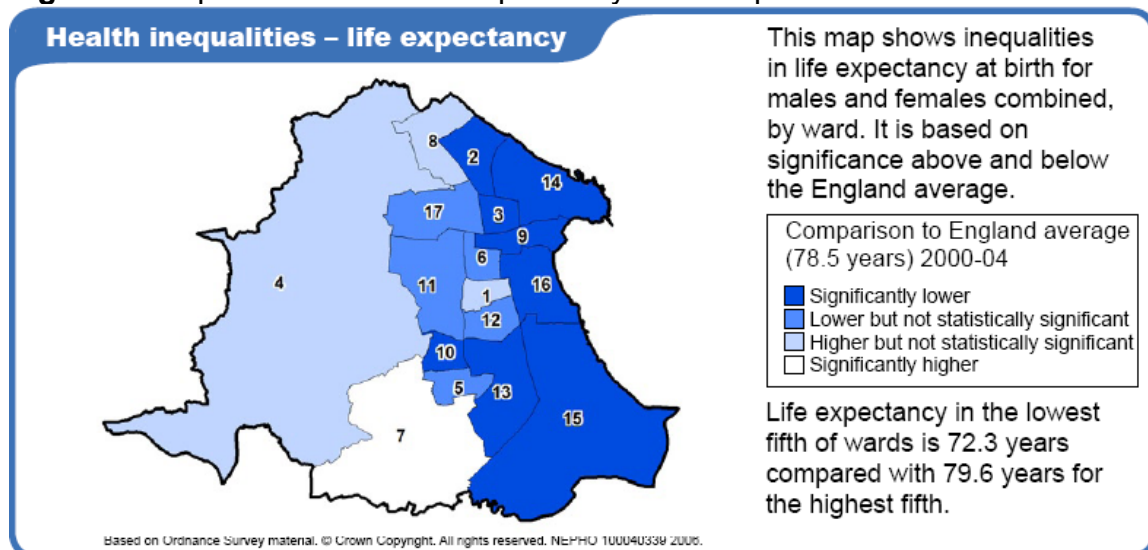 Health inequalities – life expectancy
This map shows inequalities
in life expectancy at birth for
males and females combined,
by ward. It is based on
significance above and below
the England average.
Comparison to England average
(78.5 years) 2000-04
Significantly lower
Lower but not statistically significant
Higher but not statistically significant
Significantly higher
Life expectancy in the lowest
fifth of wards is 72.3 years
compared with 79.6 years for
the highest fifth.
8
2
14
17
3
9
6
4
11
1
16
12
10
5
13
7
15
Based on Ordnance Survey material. © Crown Copyright. All rights reserved. NEPHO 100040339 2006.